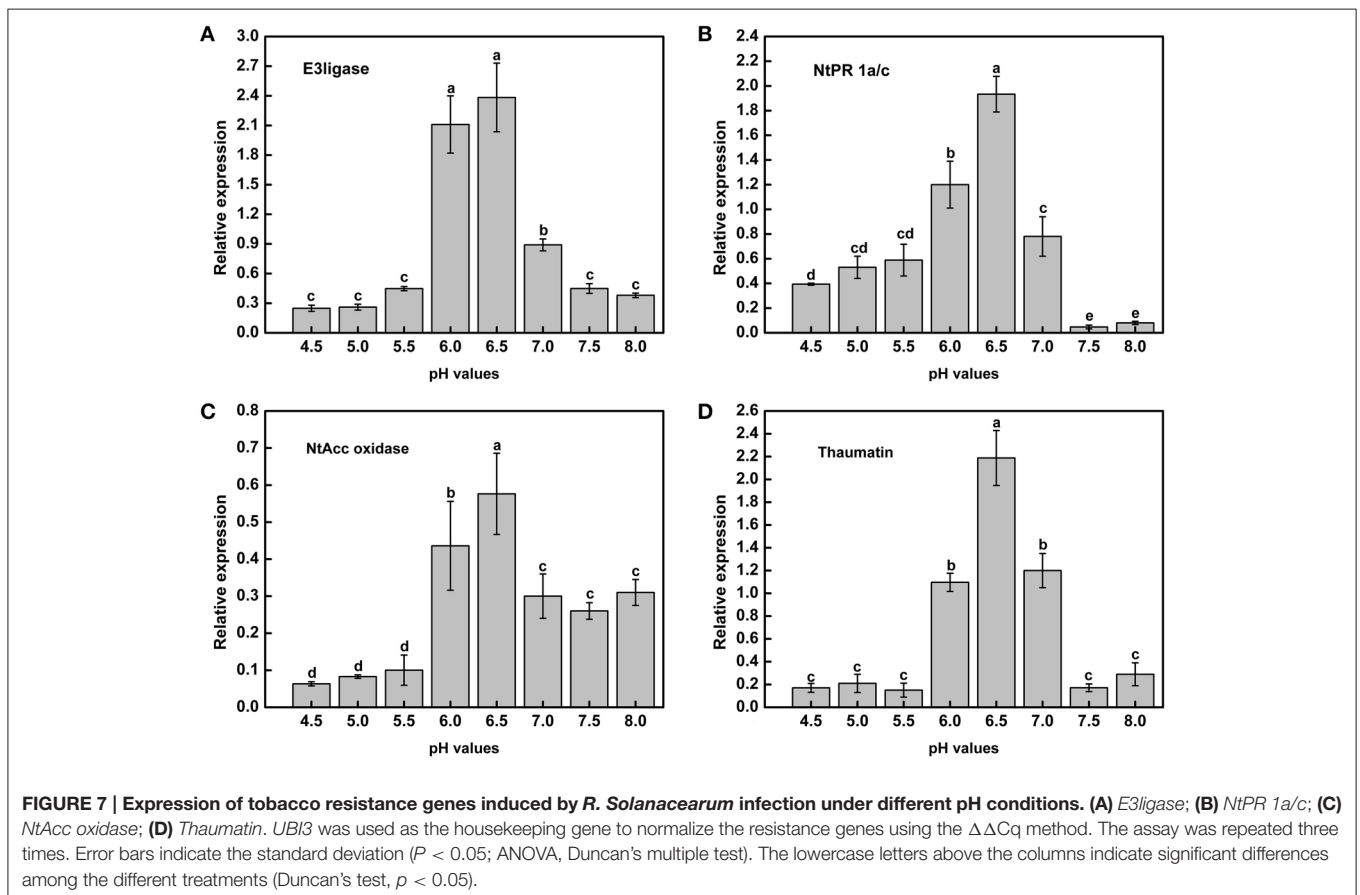 A
E3ligase
Relative expression
3.0
2.7
2.4
2.1
1.8
1.5
1.2
0.9
0.6
0.3
0.0
c c c a a b c c
4.5 5.0 5.5 6.0 6.5 7.0 7.5 8.0
pH values
B
NtPR 1a/c
Relative expression
2.4
2.2
2.0
1.8
1.6
1.4
1.2
1.0
0.8
0.6
0.4
0.2
0.0
d cd cd b a c e e
4.5 5.0 5.5 6.0 6.5 7.0 7.5 8.0
pH values
C
NtAcc oxidase
Relative expression
0.8
0.7
0.6
0.5
0.4
0.3
0.2
0.1
0.0
d d d b a c c c
4.5 5.0 5.5 6.0 6.5 7.0 7.5 8.0
pH values
D
Thaumatin
Relative expression
2.6
2.4
2.2
2.0
1.8
1.6
1.4
1.2
1.0
0.8
0.6
0.4
0.2
0.0
c c c b a b c c
4.5 5.0 5.5 6.0 6.5 7.0 7.5 8.0
pH values
FIGURE 7 | Expression of tobacco resistance genes induced by R. Solanacearum infection under different pH conditions. (A) E3ligase; (B) NtPR 1a/c; (C)
NtAcc oxidase; (D) Thaumatin. UBI3 was used as the housekeeping gene to normalize the resistance genes using the ΔΔCq method. The assay was repeated three
times. Error bars indicate the standard deviation (P < 0.05; ANOVA, Duncan's multiple test). The lowercase letters above the columns indicate significant differences
among the different treatments (Duncan's test, p < 0.05).